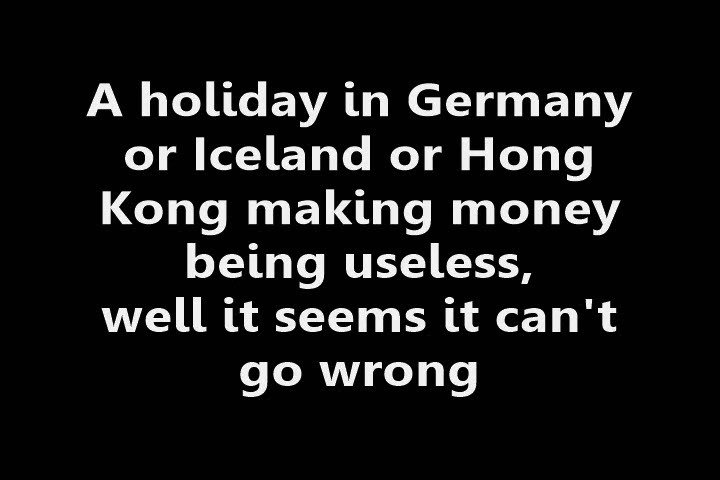 A holiday in Germany
or Iceland or Hong
Kong making money
being useless,
well it seems it can't
go wrong